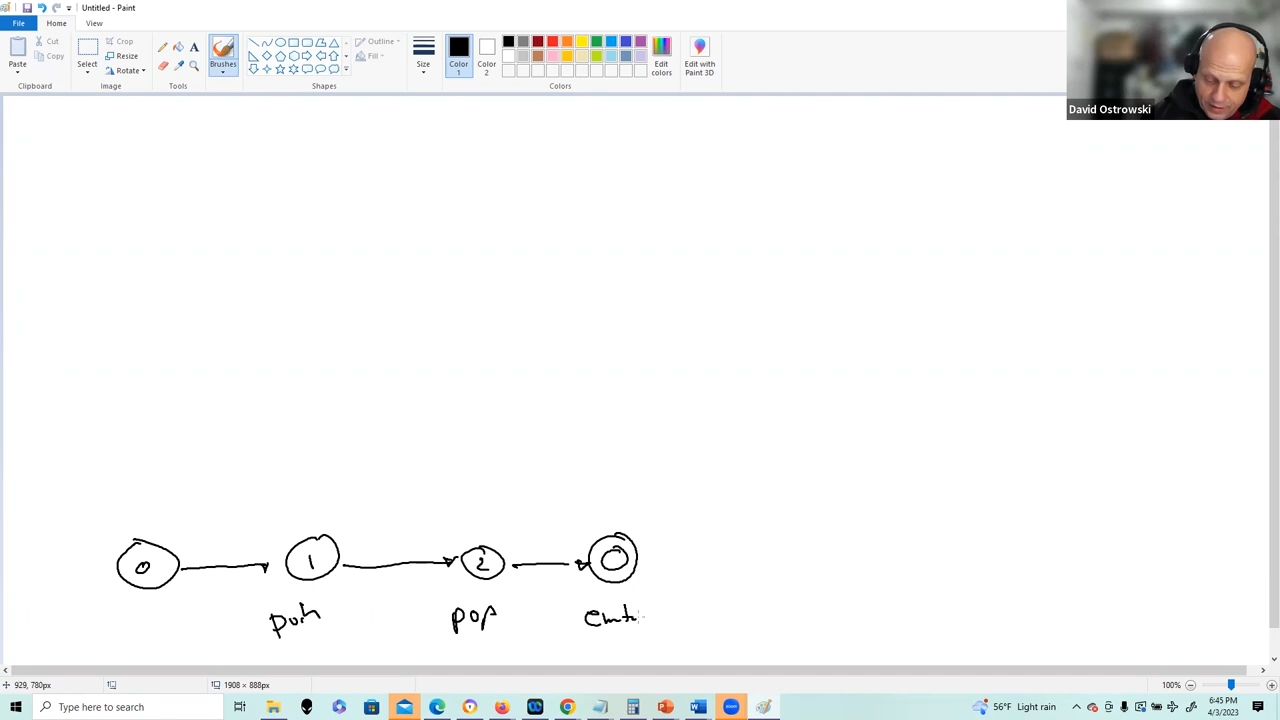 Untitled - Paint
File Home View
Paste Cut Copy Clipboard
Select Crop Resize Rotate Image
Tools
Brushes
Outline Fill Shapes
Size
Color 1 Color 2 Edit colors Colors
Edit with Paint 3D
David Ostrowski
0 1 2
push pop
929, 780px 1908 × 888px 100%
Type here to search
zoom
56°F Light rain
6:45 PM
4/3/2023